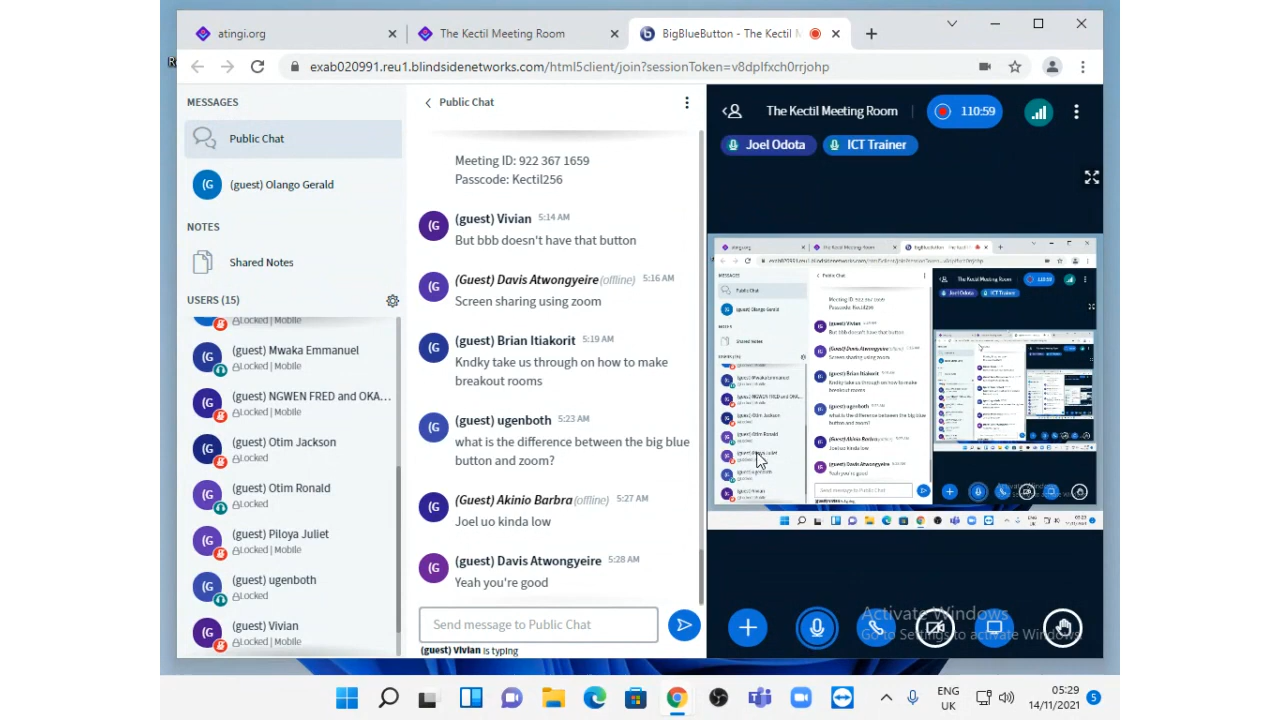 atingi.org
The Kectil Meeting Room
BigBlueButton - The Kectil M
exab020991.reu1.blindsidenetworks.com/html5client/join?sessionToken=v8dplfxch0rrjohp
MESSAGES
Public Chat
(G (guest) Olango Gerald
NOTES
Shared Notes
USERS (15)
Locked | Mobile
(G (guest) Mwaka Emmanuel
Locked | Mobile
(G (guest) NGWEN FRED and OKA...
Locked | Mobile
(G (guest) Otim Jackson
Locked
(G (guest) Otim Ronald
Locked
(G (guest) Piloya Juliet
Locked | Mobile
(G (guest) ugenboth
Locked
(G (guest) Vivian
Locked | Mobile
Public Chat
Meeting ID: 922 367 1659
Passcode: Kectil256
(G (guest) Vivian 5:14 AM
But bbb doesn't have that button
(G (Guest) Davis Atwongyeire (offline) 5:16 AM
Screen sharing using zoom
(G (guest) Brian Itiakorit 5:19 AM
Kndky take us through on how to make
breakout rooms
(G (guest) ugenboth 5:23 AM
what is the difference between the big blue
button and zoom?
(G (Guest) Akinio Barbra (offline) 5:27 AM
Joel uo kinda low
(G (guest) Davis Atwongyeire 5:28 AM
Yeah you're good
Send message to Public Chat
(guest) Vivian is typing
The Kectil Meeting Room
110:59
Joel Odota
ICT Trainer
Activate Windows
Go to Settings to activate Windows.
ENG
UK
05:29
14/11/2021
5